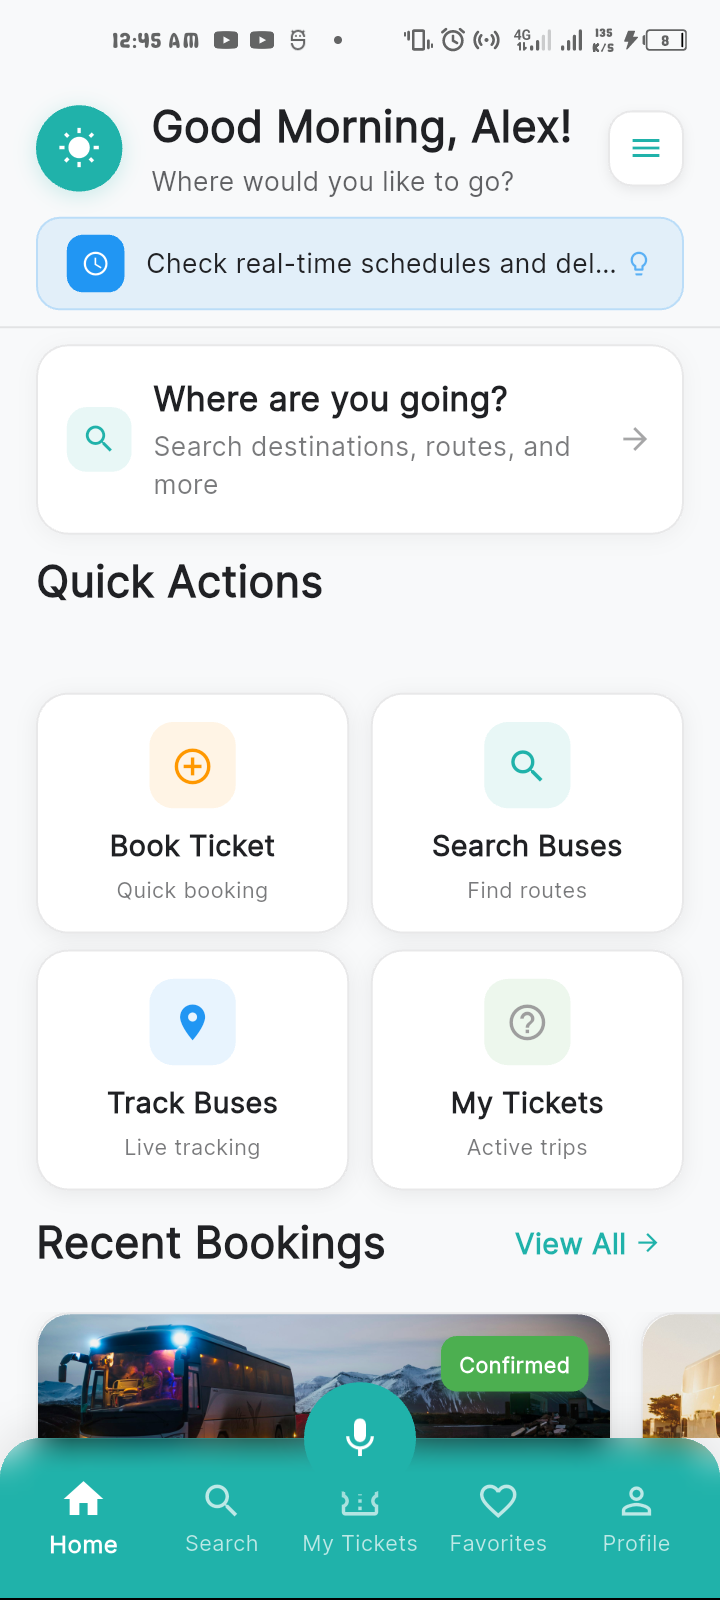 12:45 AM
4G
135
K/S
8
Good Morning, Alex!
Where would you like to go?
Check real-time schedules and del...
Where are you going?
Search destinations, routes, and
more
Quick Actions
Book Ticket
Quick booking
Search Buses
Find routes
Track Buses
Live tracking
My Tickets
Active trips
Recent Bookings
View All →
Confirmed
Home
Search
My Tickets
Favorites
Profile